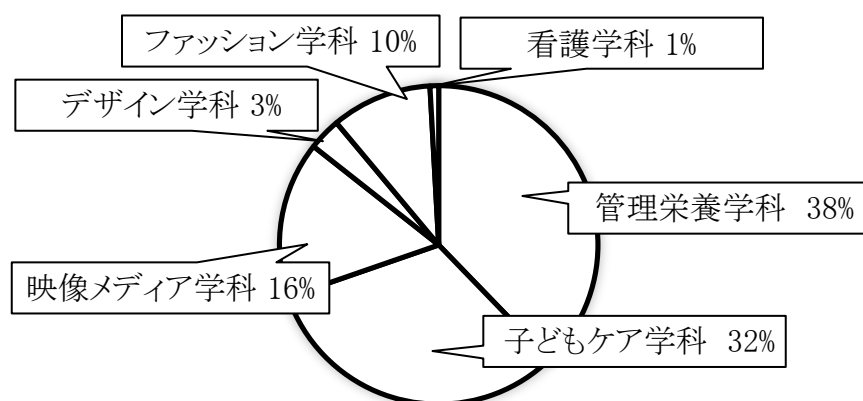 ファッション学科 10%
看護学科 1%
デザイン学科 3%
管理栄養学科 38%
映像メディア学科 16%
子どもケア学科 32%